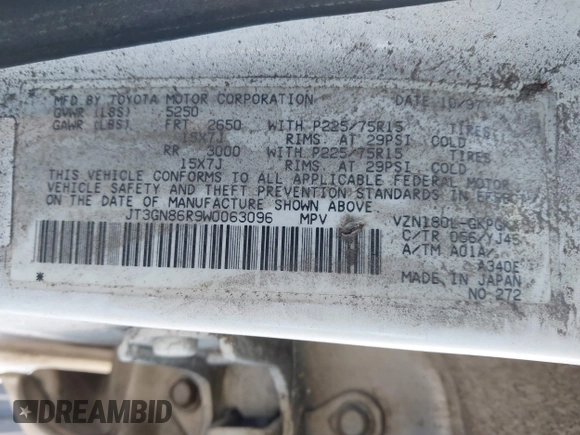 MFD BY TOYOTA MOTOR CORPORATION DATE 10/97
GVWR (LBS) 5250
GAWR (LBS) FRT 2650 WITH P225/75R15 TIRES
15X7J RIMS. AT 29PSI COLD
RR 3000 WITH P225/75R15 TIRES
15X7J RIMS. AT 29PSI COLD
THIS VEHICLE CONFORMS TO ALL APPLICABLE FEDERAL MOTOR
VEHICLE SAFETY AND THEFT PREVENTION STANDARDS IN EFFECT
ON THE DATE OF MANUFACTURE SHOWN ABOVE.
JT3GN86R9W0063096 MPV
VZN180L-GKPGK
C/TR 056/YJ45
A/TM A01A
A340E
MADE IN JAPAN
NO 272
*
DREAMBID